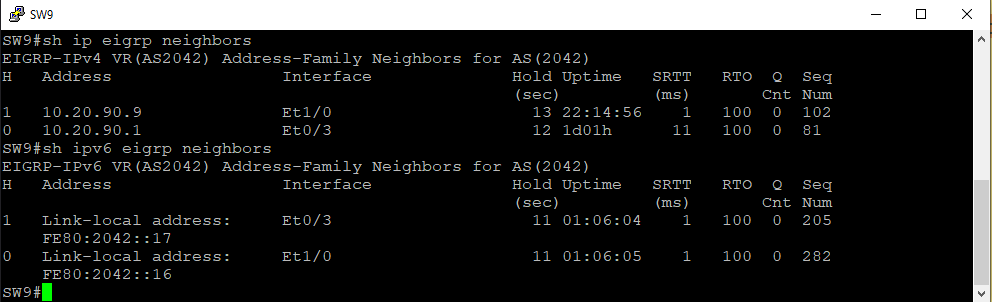 SW9
SW9#sh ip eigrp neighbors
EIGRP-IPv4 VR(AS2042) Address-Family Neighbors for AS(2042)
H   Address                 Interface              Hold Uptime   SRTT   RTO  Q  Seq
                                                   (sec)         (ms)       Cnt Num
1   10.20.90.9              Et1/0                    13 22:14:56    1   100  0  102
0   10.20.90.1              Et0/3                    12 1d01h      11   100  0  81
SW9#sh ipv6 eigrp neighbors
EIGRP-IPv6 VR(AS2042) Address-Family Neighbors for AS(2042)
H   Address                 Interface              Hold Uptime   SRTT   RTO  Q  Seq
                                                   (sec)         (ms)       Cnt Num
1   Link-local address:     Et0/3                    11 01:06:04    1   100  0  205
    FE80:2042::17
0   Link-local address:     Et1/0                    11 01:06:05    1   100  0  282
    FE80:2042::16
SW9#